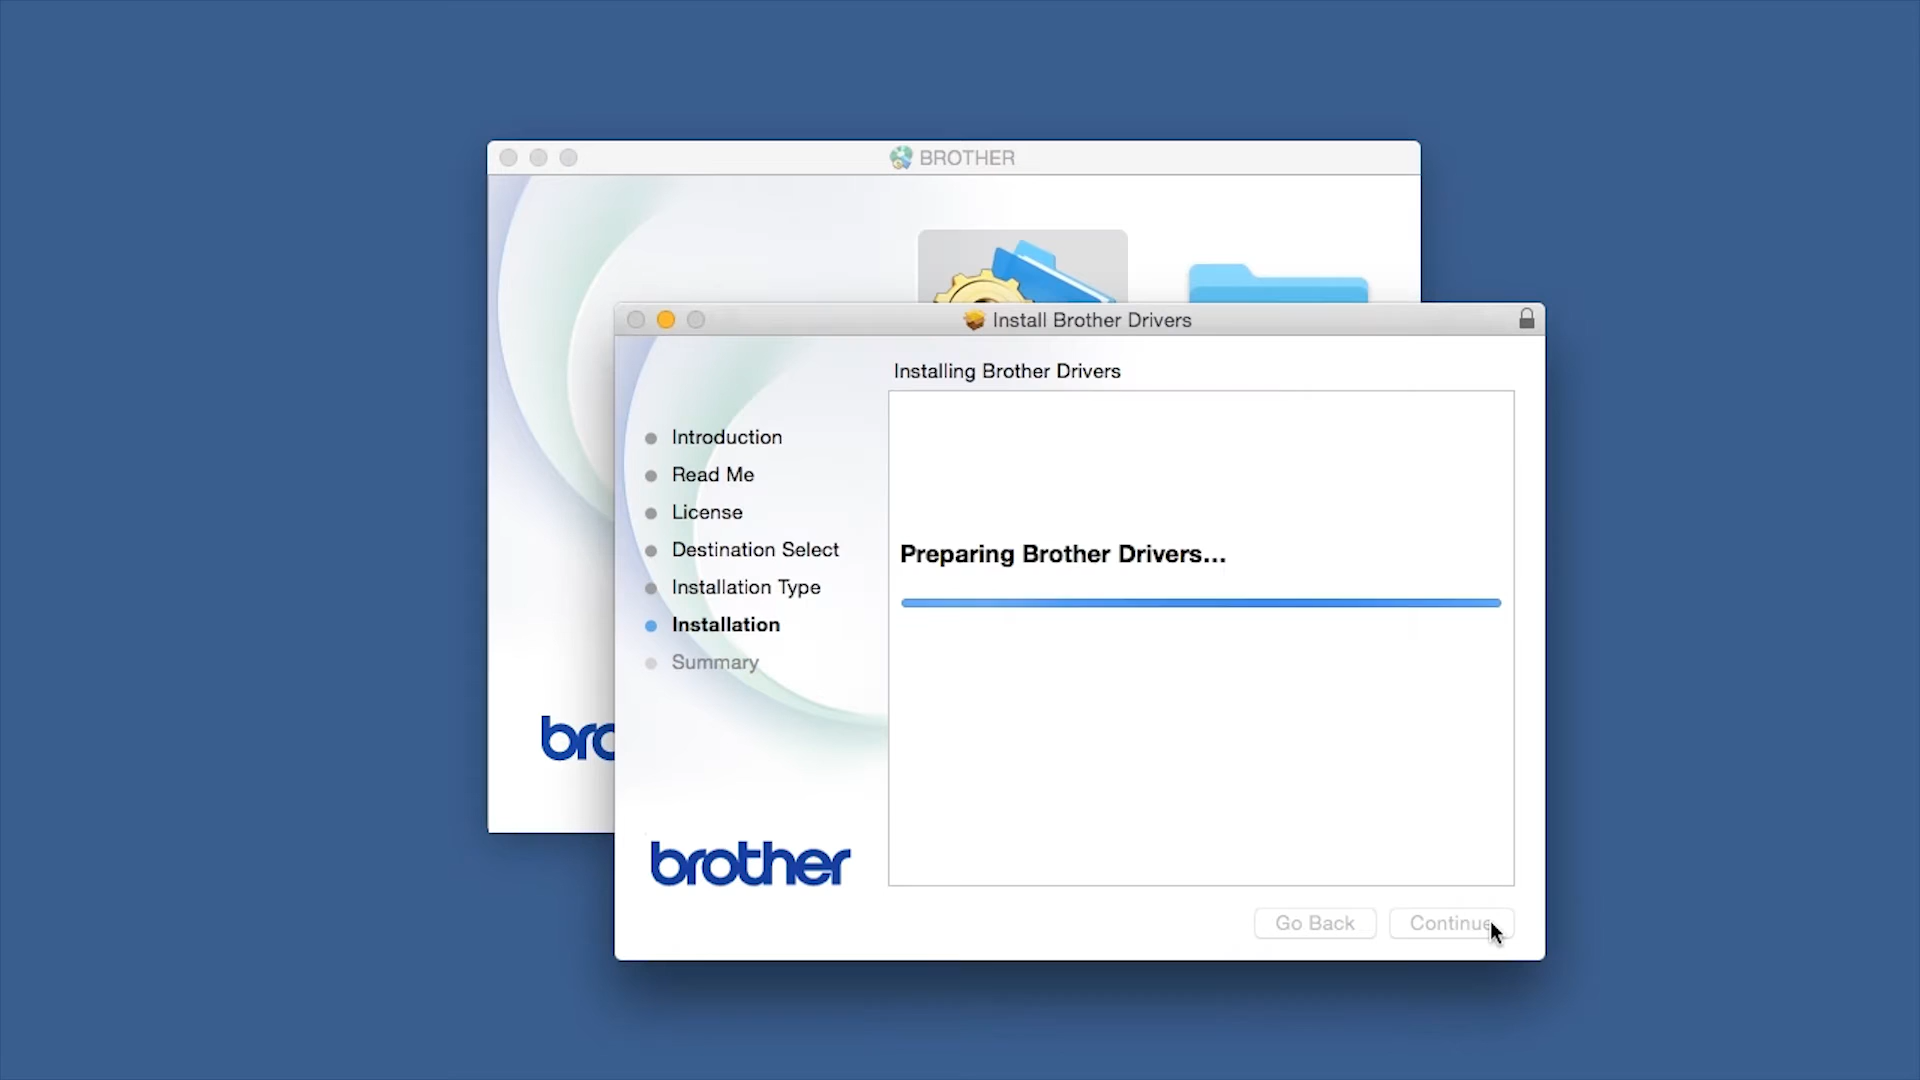 BROTHER
Install Brother Drivers
Installing Brother Drivers
Introduction
Read Me
License
Destination Select
Installation Type
Installation
Summary
Preparing Brother Drivers...
bro
brother
Go Back
Continue